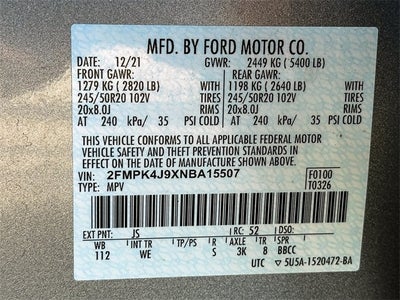 MFD. BY FORD MOTOR CO.
DATE: 12/21 GVWR: 2449 KG ( 5400 LB)
FRONT GAWR: REAR GAWR:
1279 KG ( 2820 LB) 1198 KG ( 2640 LB)
245/50R20 102V TIRES 245/50R20 102V TIRES
20x8.0J RIMS 20x8.0J RIMS
AT 240 kPa/ 35 PSI COLD AT 240 kPa/ 35 PSI COLD
THIS VEHICLE CONFORMS TO ALL APPLICABLE FEDERAL MOTOR
VEHICLE SAFETY AND THEFT PREVENTION STANDARDS IN EFFECT
ON THE DATE OF MANUFACTURE SHOWN ABOVE.
VIN: 2FMPK4J9XNBA15507 F0100
TYPE: MPV T0326
EXT PNT: JS RC: 52 DSO:
WB INT TR TP/PS R AXLE TR SPR
112 WE S 3K 8 BBCC
UTC 5U5A-1520472-BA